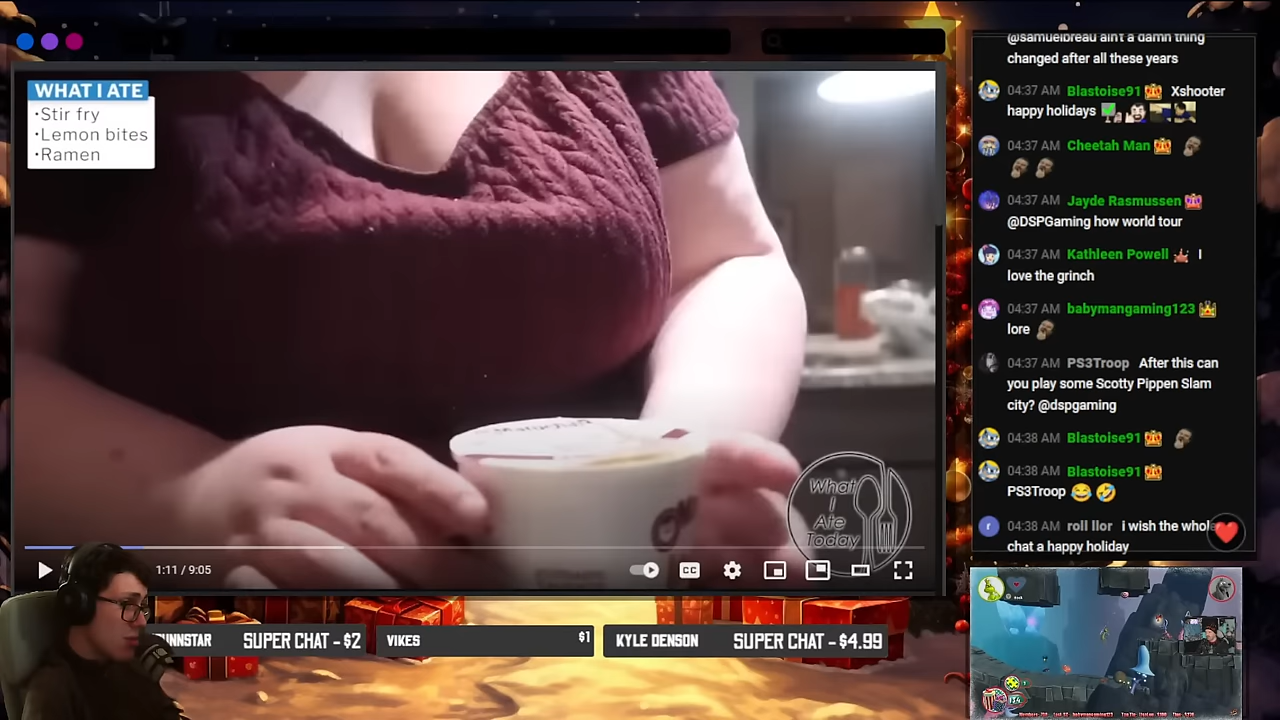 WHAT I ATE
•Stir fry
•Lemon bites
•Ramen
What
I
Ate
Today
1:11 / 9:05
CC
SUPER CHAT - $2
VIKES
$1
KYLE DENSON
SUPER CHAT - $4.99
@samuelbreau ain't a damn thing
changed after all these years
04:37 AM Blastoise91 Xshooter
happy holidays
04:37 AM Cheetah Man
04:37 AM Jayde Rasmussen
@DSPGaming how world tour
04:37 AM Kathleen Powell I
love the grinch
04:37 AM babymangaming123
lore
04:37 AM PS3Troop After this can
you play some Scotty Pippen Slam
city? @dspgaming
04:38 AM Blastoise91
04:38 AM Blastoise91
PS3Troop
r
04:38 AM roll llor i wish the whole
chat a happy holiday